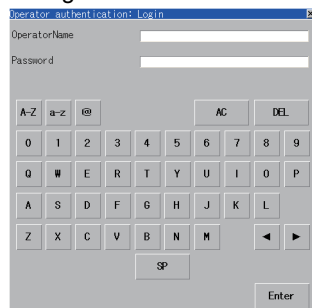 Operator authentication: Login
OperatorName
Password
A-Z a-z @ AC DEL
0 1 2 3 4 5 6 7 8 9
Q W E R T Y U I O P
A S D F G H J K L
Z X C V B N M ◄ ►
SP
Enter